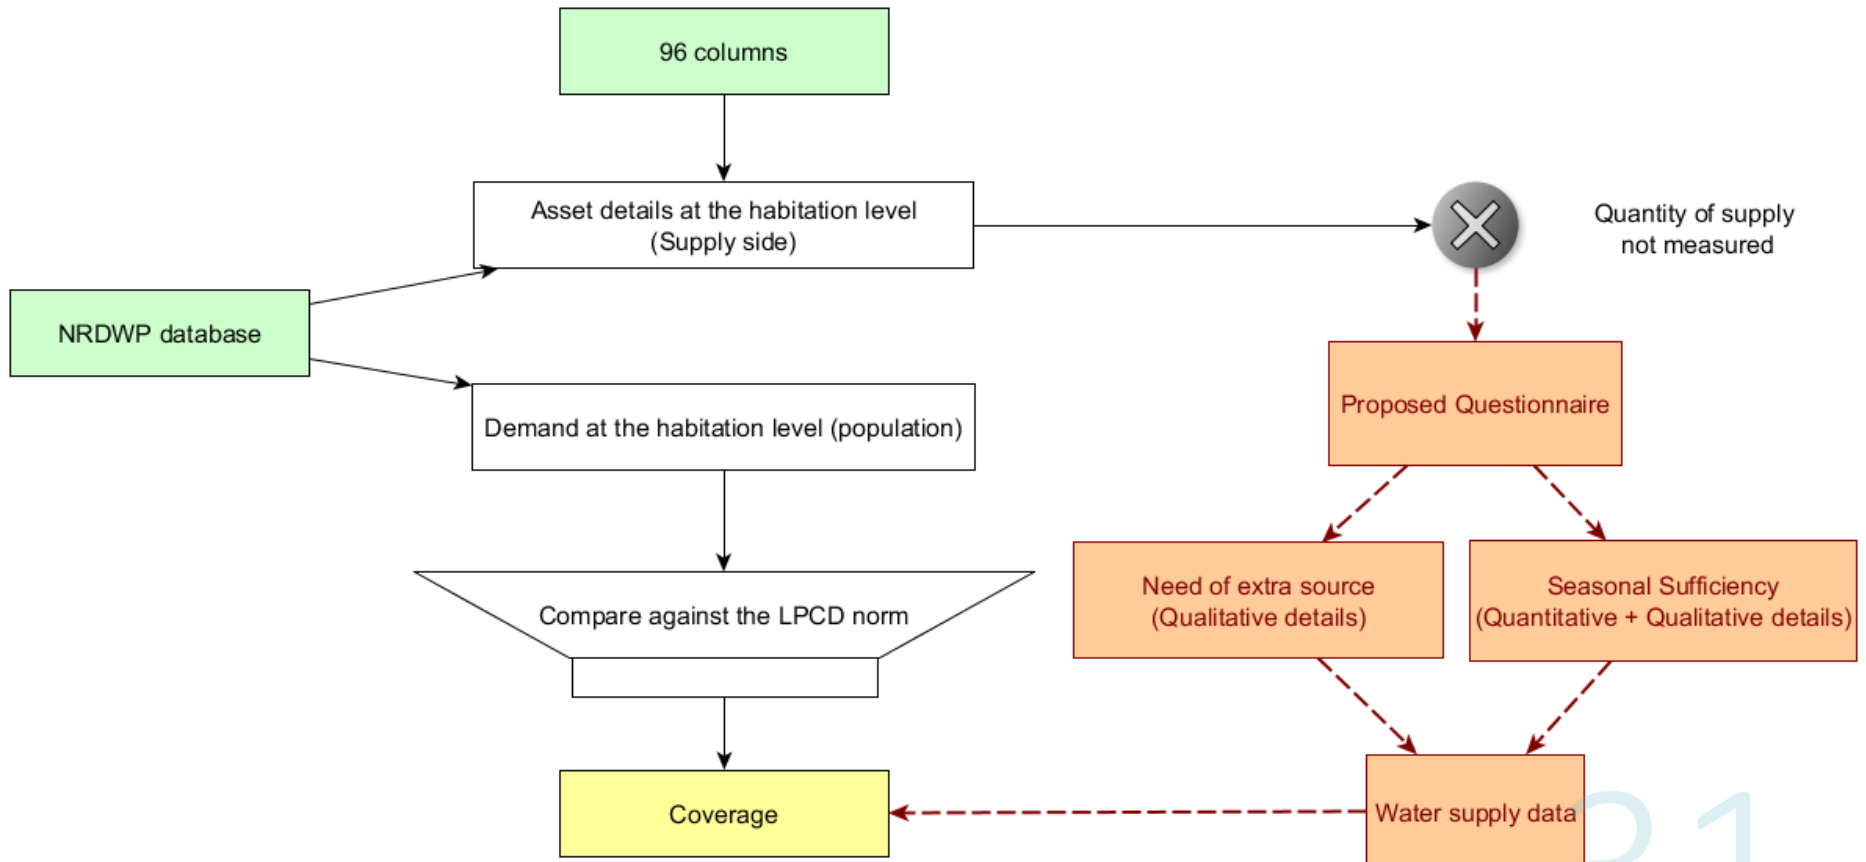 96 columns
Asset details at the habitation level
(Supply side)
Quantity of supply
not measured
NRDWP database
Demand at the habitation level (population)
Proposed Questionnaire
Compare against the LPCD norm
Need of extra source
(Qualitative details)
Seasonal Sufficiency
(Quantitative + Qualitative details)
Coverage
Water supply data
21